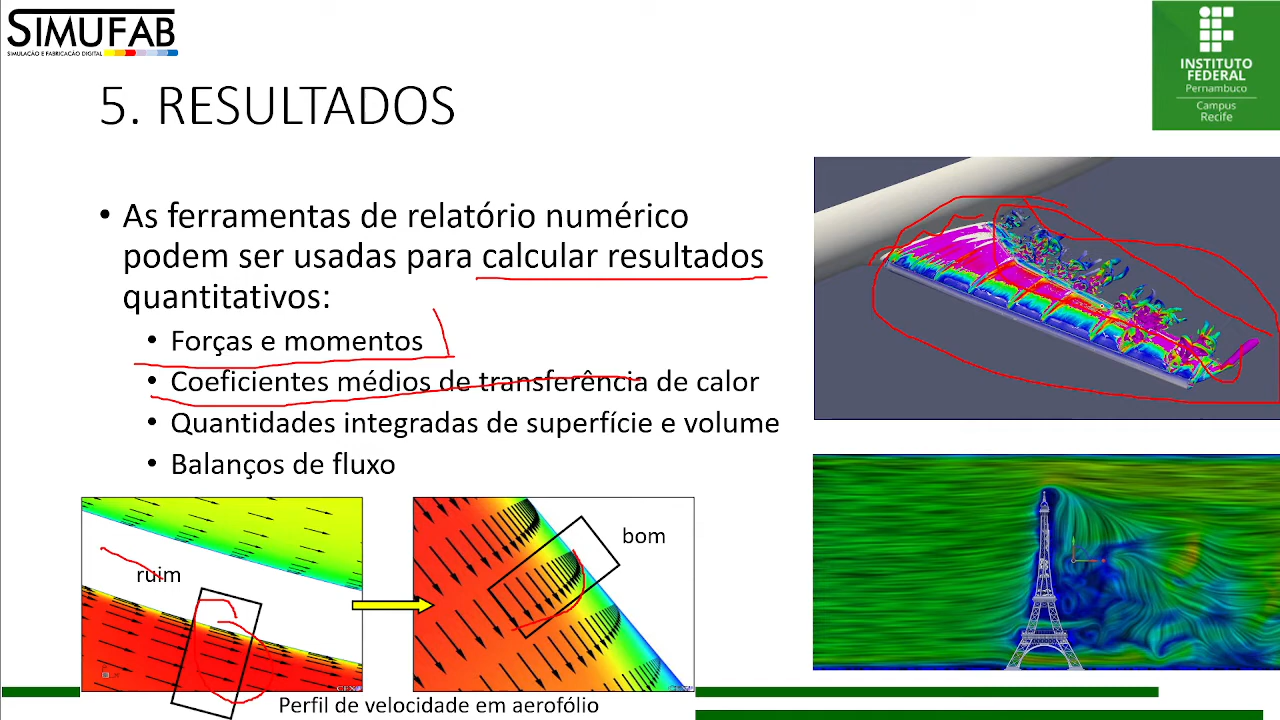 SIMUFAB
SIMULAÇÃO E FABRICAÇÃO DIGITAL
INSTITUTO
FEDERAL
Pernambuco
Campus
Recife
5. RESULTADOS
• As ferramentas de relatório numérico
podem ser usadas para calcular resultados
quantitativos:
• Forças e momentos
• Coeficientes médios de transferência de calor
• Quantidades integradas de superfície e volume
• Balanços de fluxo
ruim
bom
Perfil de velocidade em aerofólio